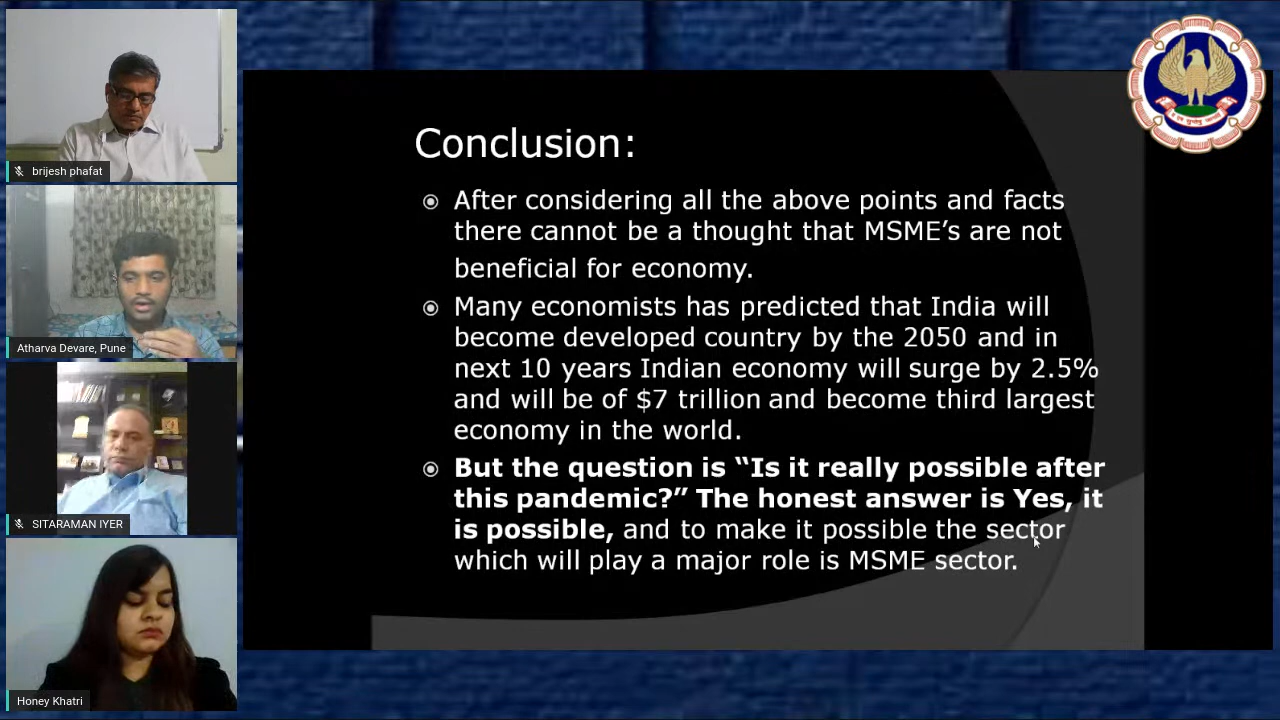 brijesh phafat
Atharva Devare, Pune
SITARAMAN IYER
Honey Khatri
Conclusion:
After considering all the above points and facts
there cannot be a thought that MSME’s are not
beneficial for economy.
Many economists has predicted that India will
become developed country by the 2050 and in
next 10 years Indian economy will surge by 2.5%
and will be of $7 trillion and become third largest
economy in the world.
But the question is “Is it really possible after
this pandemic?” The honest answer is Yes, it
is possible, and to make it possible the sector
which will play a major role is MSME sector.